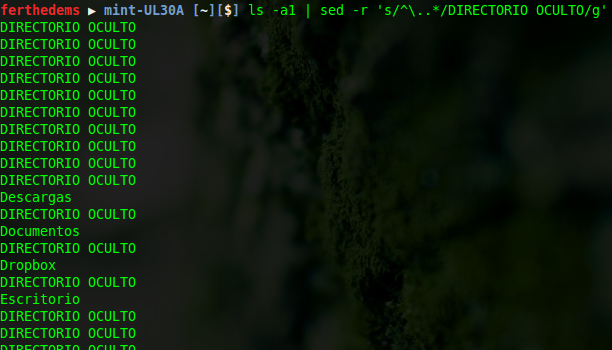 ferthedems ▶ mint-UL30A [~][$] ls -a1 | sed -r 's/^\..*/DIRECTORIO OCULTO/g'
DIRECTORIO OCULTO
DIRECTORIO OCULTO
DIRECTORIO OCULTO
DIRECTORIO OCULTO
DIRECTORIO OCULTO
DIRECTORIO OCULTO
DIRECTORIO OCULTO
DIRECTORIO OCULTO
DIRECTORIO OCULTO
DIRECTORIO OCULTO
Descargas
DIRECTORIO OCULTO
Documentos
DIRECTORIO OCULTO
Dropbox
DIRECTORIO OCULTO
Escritorio
DIRECTORIO OCULTO
DIRECTORIO OCULTO
DIRECTORIO OCULTO